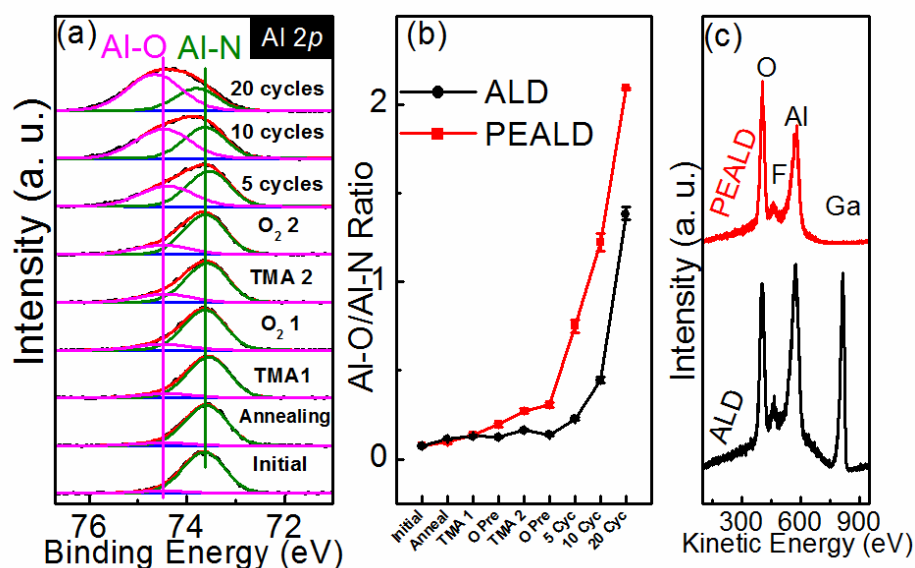 (a)
Al 2p
Al-O Al-N
20 cycles
10 cycles
5 cycles
O2 2
TMA 2
O2 1
TMA1
Annealing
Initial
Intensity (a. u.)
76 74 72
Binding Energy (eV)
(b)
ALD
PEALD
Al-O/Al-N Ratio
2
1
0
Initial
Anneal
TMA 1
O Pre
TMA 2
O Pre
5 Cyc
10 Cyc
20 Cyc
(c)
O
Al
F
Ga
PEALD
ALD
Intensity (a. u.)
300 600 900
Kinetic Energy (eV)